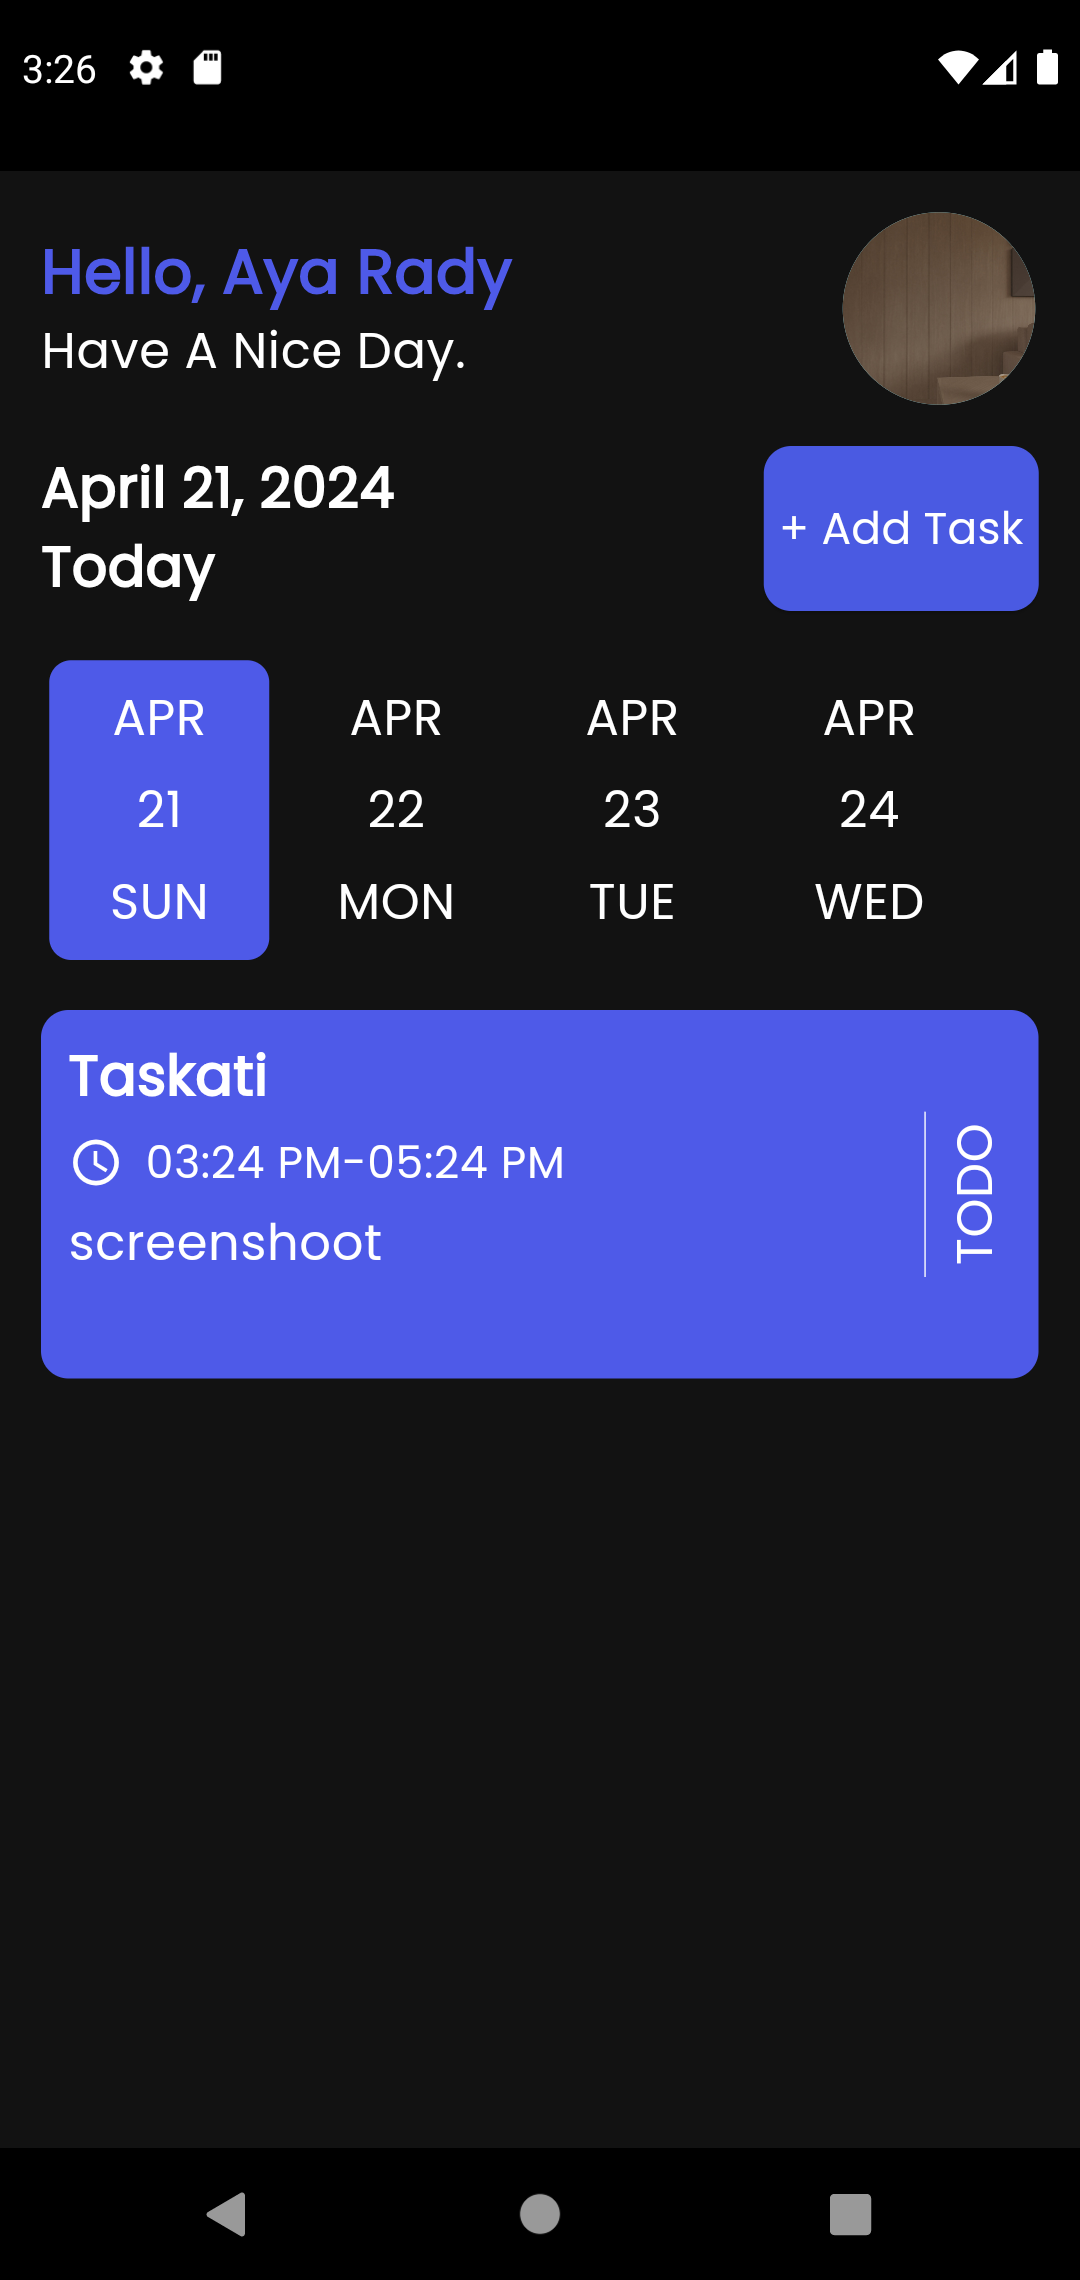 3:26
Hello, Aya Rady
Have A Nice Day.
April 21, 2024
Today
+ Add Task
APR APR APR APR
21 22 23 24
SUN MON TUE WED
Taskati
03:24 PM-05:24 PM
screenshoot
TODO